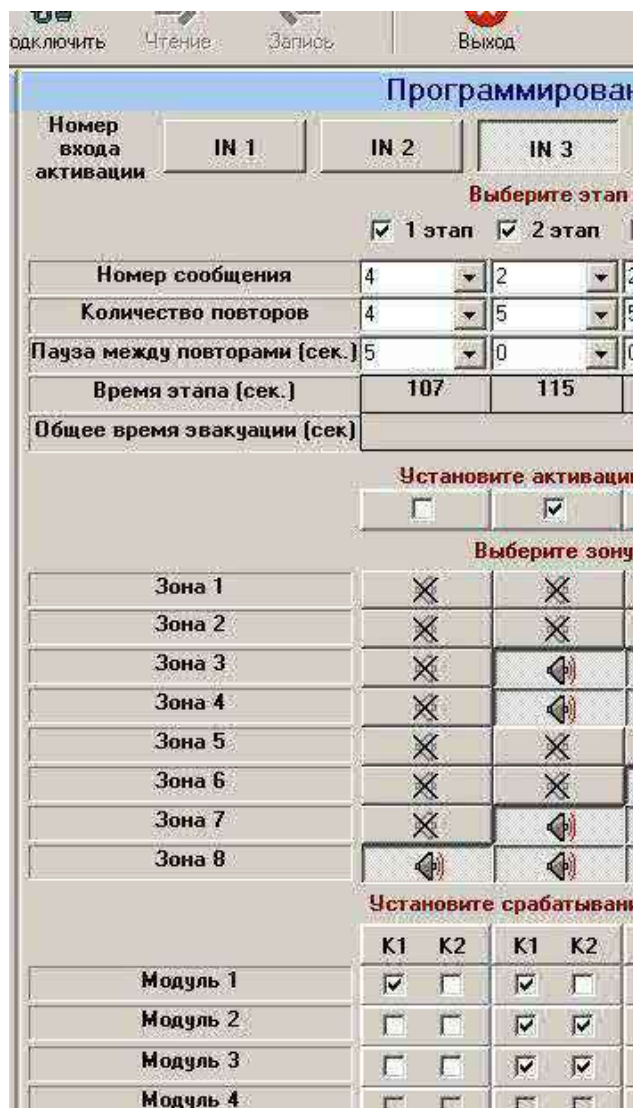 одключить Чтение Запись Выход
Программирован
Номер входа активации IN 1 IN 2 IN 3
Выберите этап
1 этап 2 этап
Номер сообщения 4 2 2
Количество повторов 4 5 5
Пауза между повторами (сек.) 5 0 0
Время этапа (сек.) 107 115
Общее время эвакуации (сек)
Установите активаци
Выберите зону
Зона 1
Зона 2
Зона 3
Зона 4
Зона 5
Зона 6
Зона 7
Зона 8
Установите срабатывани
K1 K2 K1 K2
Модуль 1
Модуль 2
Модуль 3
Модуль 4